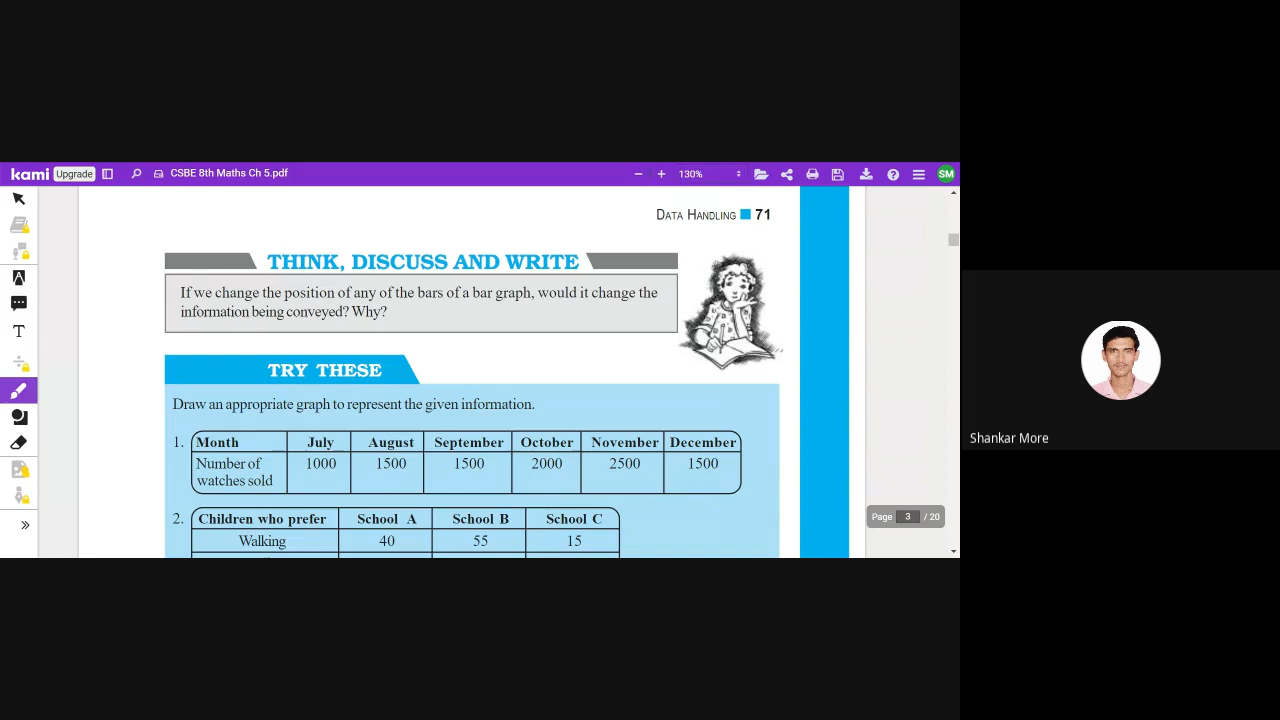 kami Upgrade CSBE 8th Maths Ch 5.pdf 130% SM
DATA HANDLING 71
THINK, DISCUSS AND WRITE
If we change the position of any of the bars of a bar graph, would it change the
information being conveyed? Why?
TRY THESE
Draw an appropriate graph to represent the given information.
1. Month July August September October November December
Number of 1000 1500 1500 2000 2500 1500
watches sold
2. Children who prefer School A School B School C
Walking 40 55 15
Page 3 / 20
Shankar More